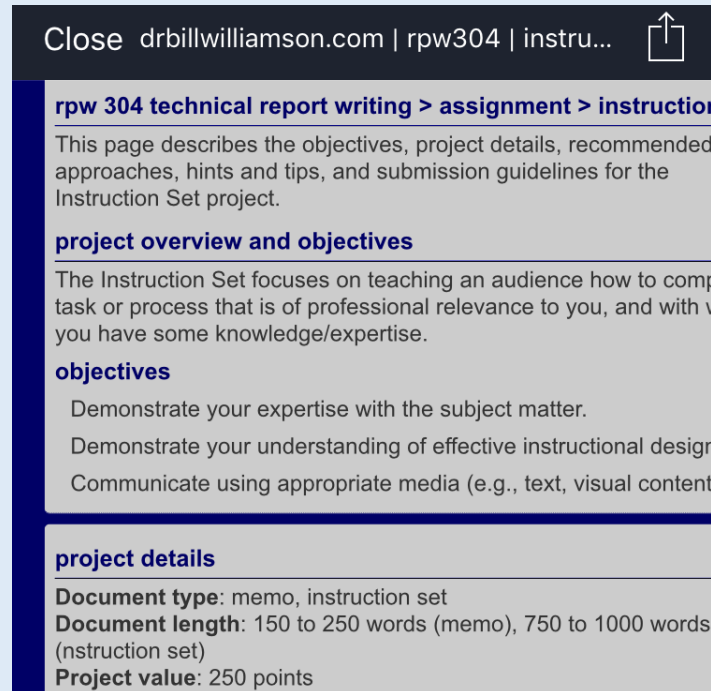 Close drbillwilliamson.com | rpw304 | instru...
rpw 304 technical report writing > assignment > instruction
This page describes the objectives, project details, recommended
approaches, hints and tips, and submission guidelines for the
Instruction Set project.
project overview and objectives
The Instruction Set focuses on teaching an audience how to comp
task or process that is of professional relevance to you, and with
you have some knowledge/expertise.
objectives
Demonstrate your expertise with the subject matter.
Demonstrate your understanding of effective instructional design
Communicate using appropriate media (e.g., text, visual content
project details
Document type: memo, instruction set
Document length: 150 to 250 words (memo), 750 to 1000 words
(nstruction set)
Project value: 250 points